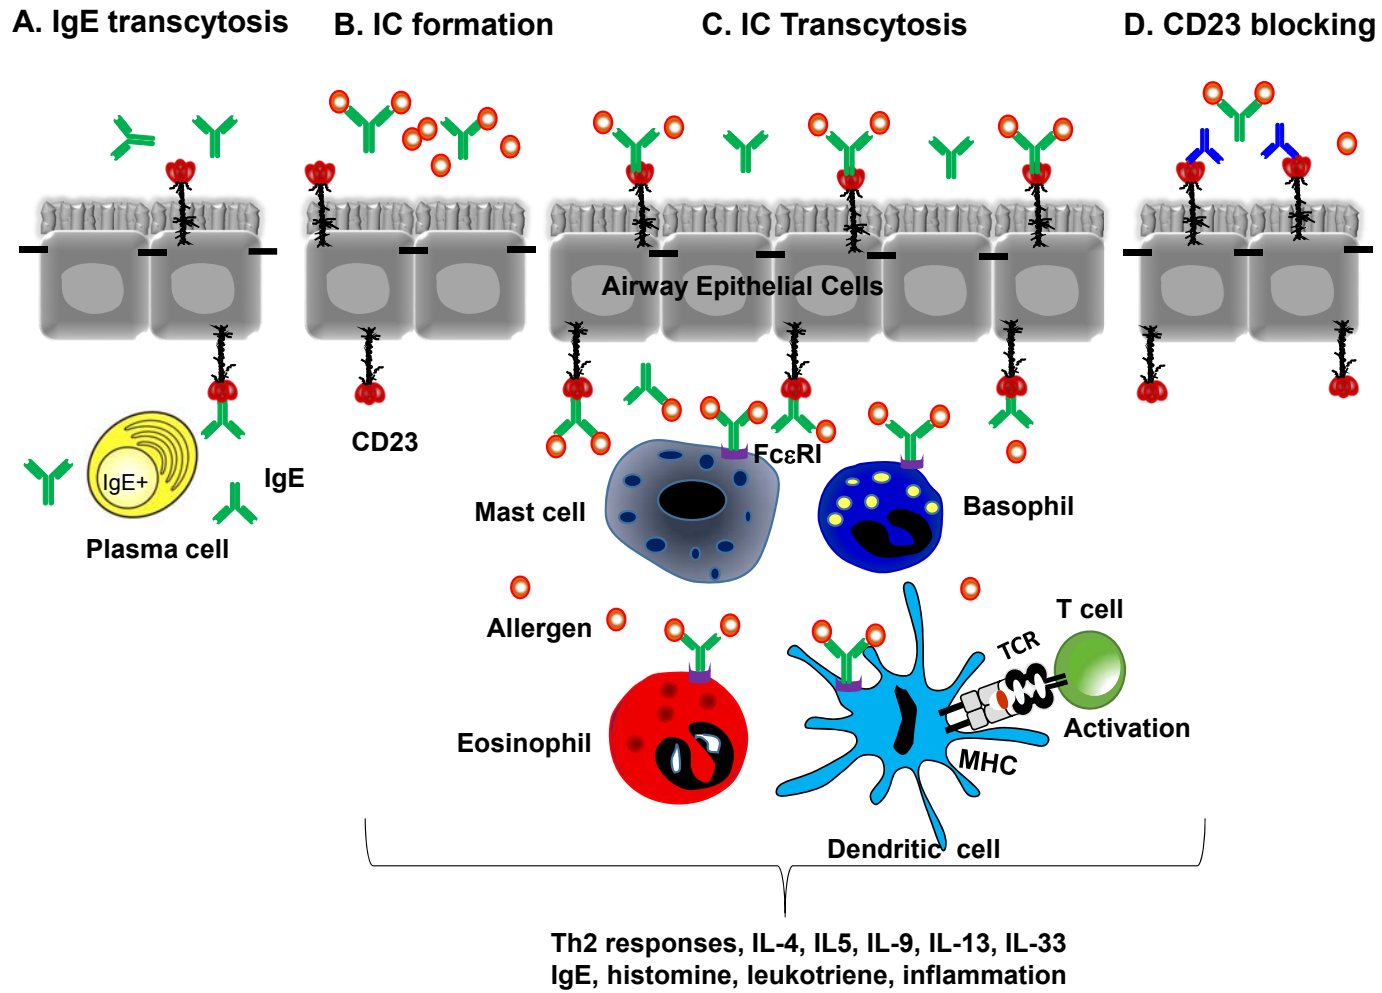 A. IgE transcytosis
B. IC formation
C. IC Transcytosis
D. CD23 blocking
Airway Epithelial Cells
CD23
FcεRI
IgE+
IgE
Mast cell
Basophil
Plasma cell
Allergen
T cell
TCR
Eosinophil
Activation
MHC
Dendritic cell
Th2 responses, IL-4, IL5, IL-9, IL-13, IL-33
IgE, histomine, leukotriene, inflammation